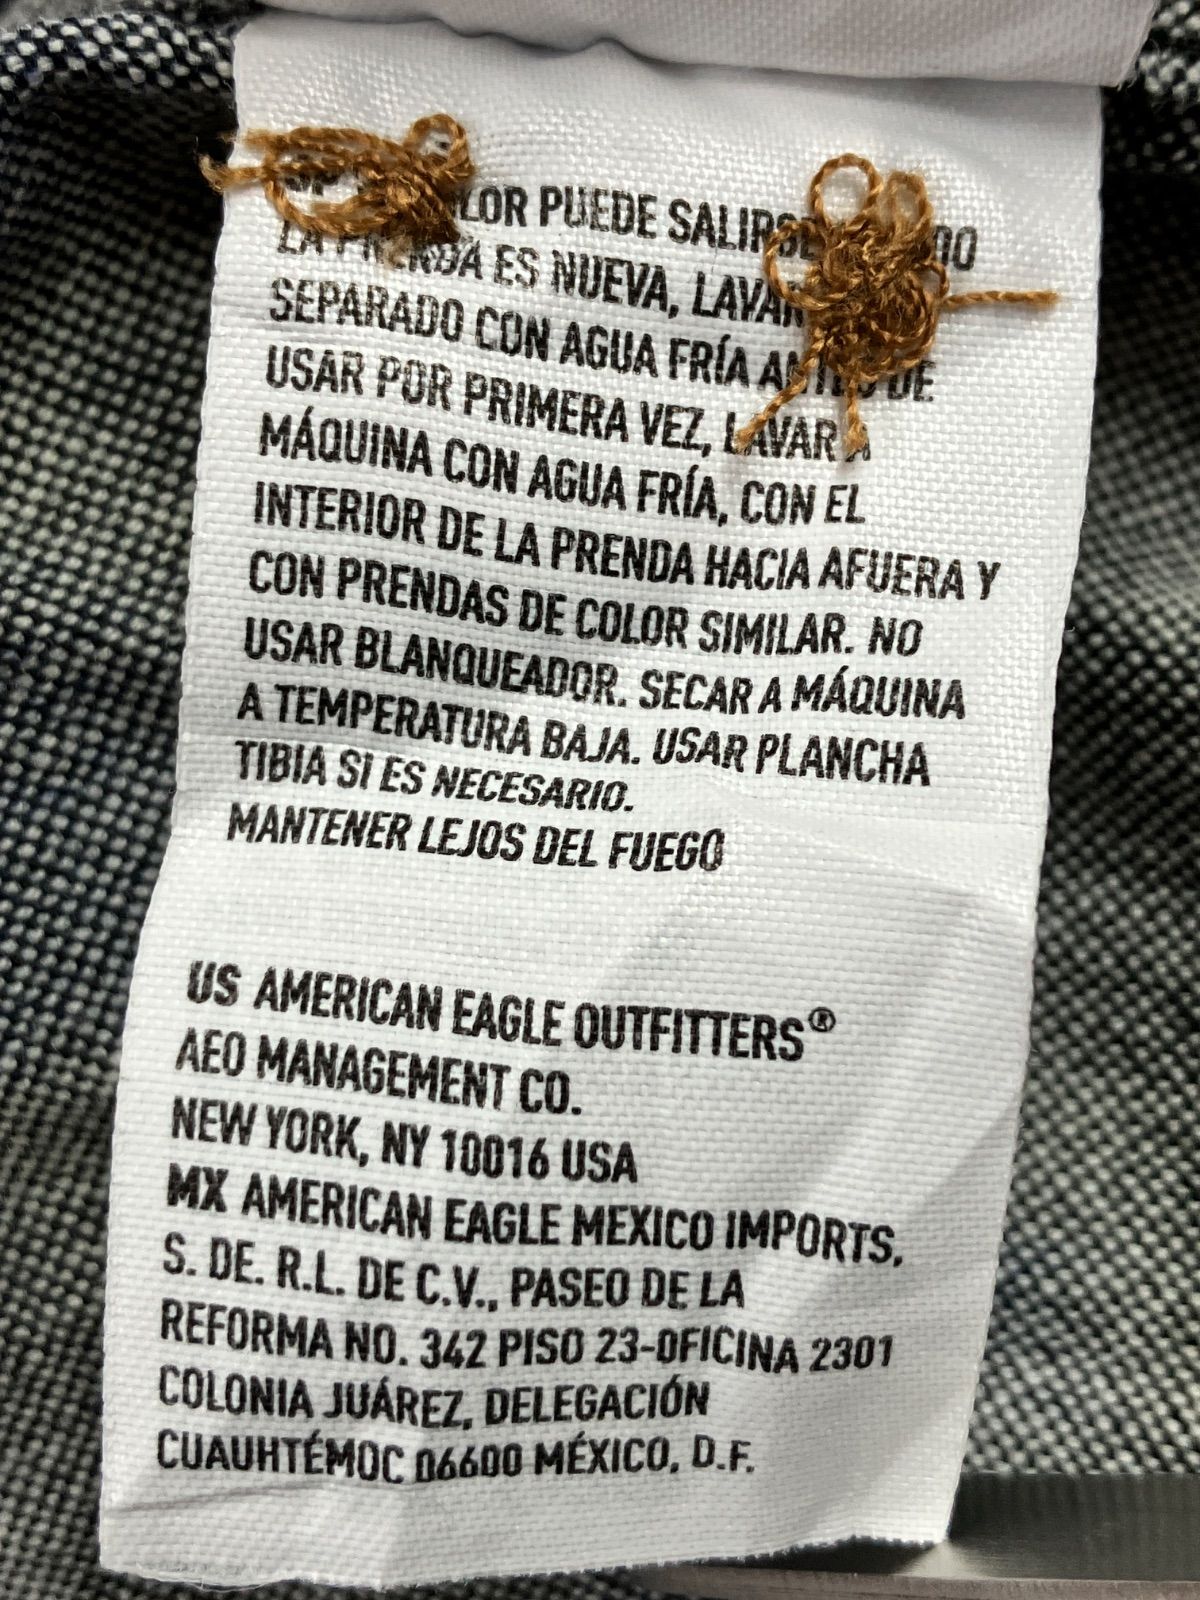 PUEDE SALIRSE
LA PRENDA ES NUEVA, LAVAR
SEPARADO CON AGUA FRÍA DE
USAR POR PRIMERA VEZ, LAVAR A
MÁQUINA CON AGUA FRÍA, CON EL
INTERIOR DE LA PRENDA HACIA AFUERA Y
CON PRENDAS DE COLOR SIMILAR. NO
USAR BLANQUEADOR. SECAR A MÁQUINA
A TEMPERATURA BAJA. USAR PLANCHA
TIBIA SI ES NECESARIO.
MANTENER LEJOS DEL FUEGO
US AMERICAN EAGLE OUTFITTERS®
AEO MANAGEMENT CO.
NEW YORK, NY 10016 USA
MX AMERICAN EAGLE MEXICO IMPORTS,
S. DE. R.L. DE C.V., PASEO DE LA
REFORMA NO. 342 PISO 23-OFICINA 2301
COLONIA JUÁREZ, DELEGACIÓN
CUAUHTÉMOC 06600 MÉXICO, D.F.